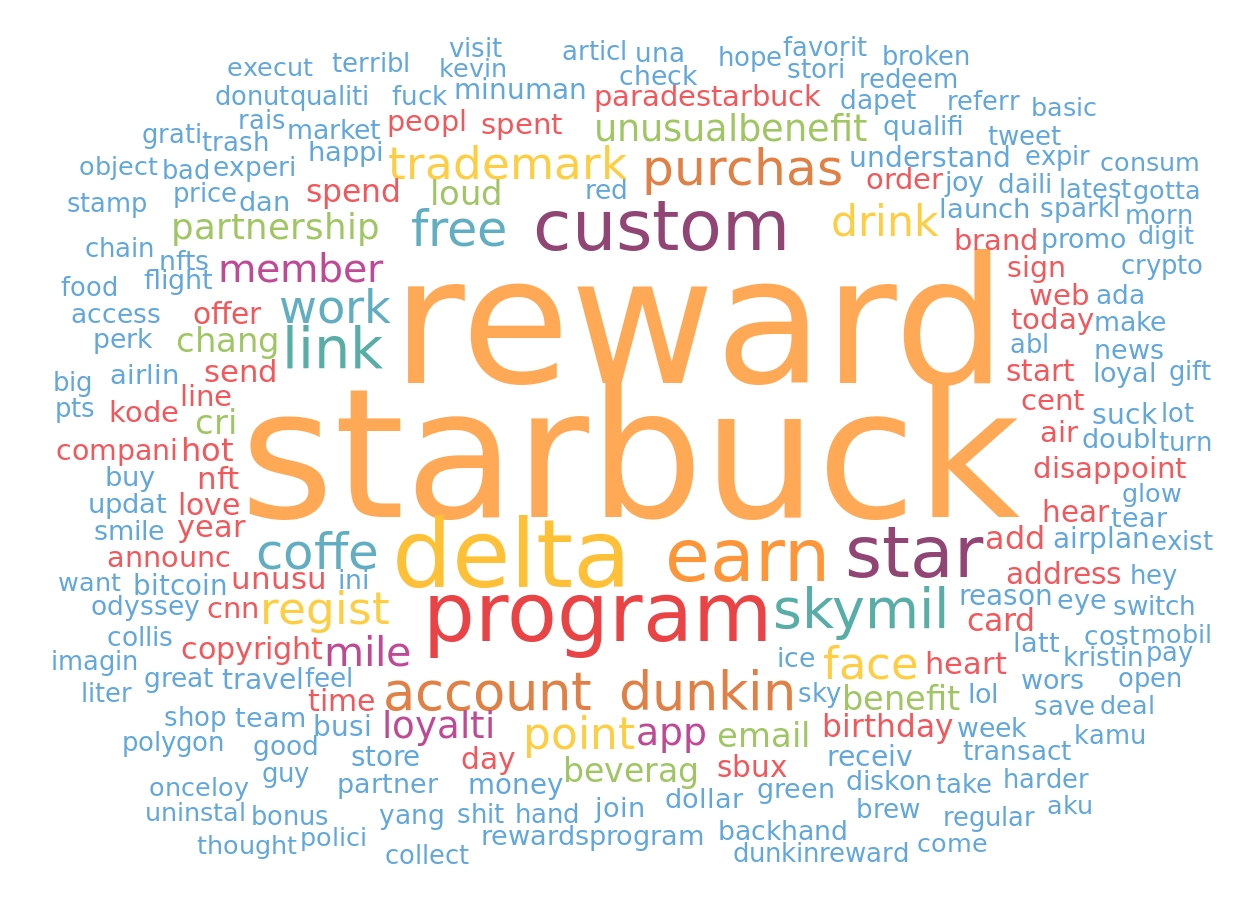 visit articl una hope favorit broken
execut terribl kevin check stori redeem
donut qualiti fuck minuman paradestarbuck dapet referr basic
grati rais trash market peopl spent unusualbenefit qualifi tweet
object bad experi happi trademark purchas understand expir consum
stamp price dan spend loud red order joy daili latest gotta
partnership free custom drink launch sparkl morn
chain nfts member brand promo digit
food flight reward sign crypto
access offer work web ada
perk chang link today make
big airlin send abl news
pts kode line start loyal gift
compani hot cri starbuck cent suck lot
buy nft air doubl turn
updat love disappoint
smile year glow
announc coffe delta earn star hear tear
want bitcoin unusu ini add airplan exist
odyssey cnn regist program skymil address hey
collis copyright mile reason eye switch
imagin great travel feel ice face heart card latt cost mobil
liter time account dunkin sky benefit lol kristin pay
shop team busi loyalti point app email birthday week wors open
polygon good store day beverag sbux receiv transact save deal
onceloy guy partner money green diskon take harder kamu
uninstal bonus yang shit hand join dollar brew regular aku
thought polici collect rewardsprogram backhand dunkinreward come